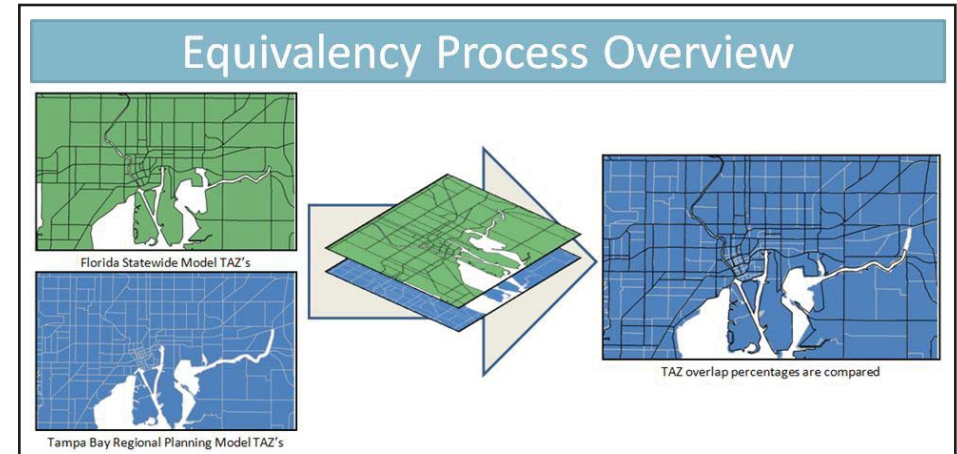 Equivalency Process Overview
Florida Statewide Model TAZ's
Tampa Bay Regional Planning Model TAZ's
TAZ overlap percentages are compared